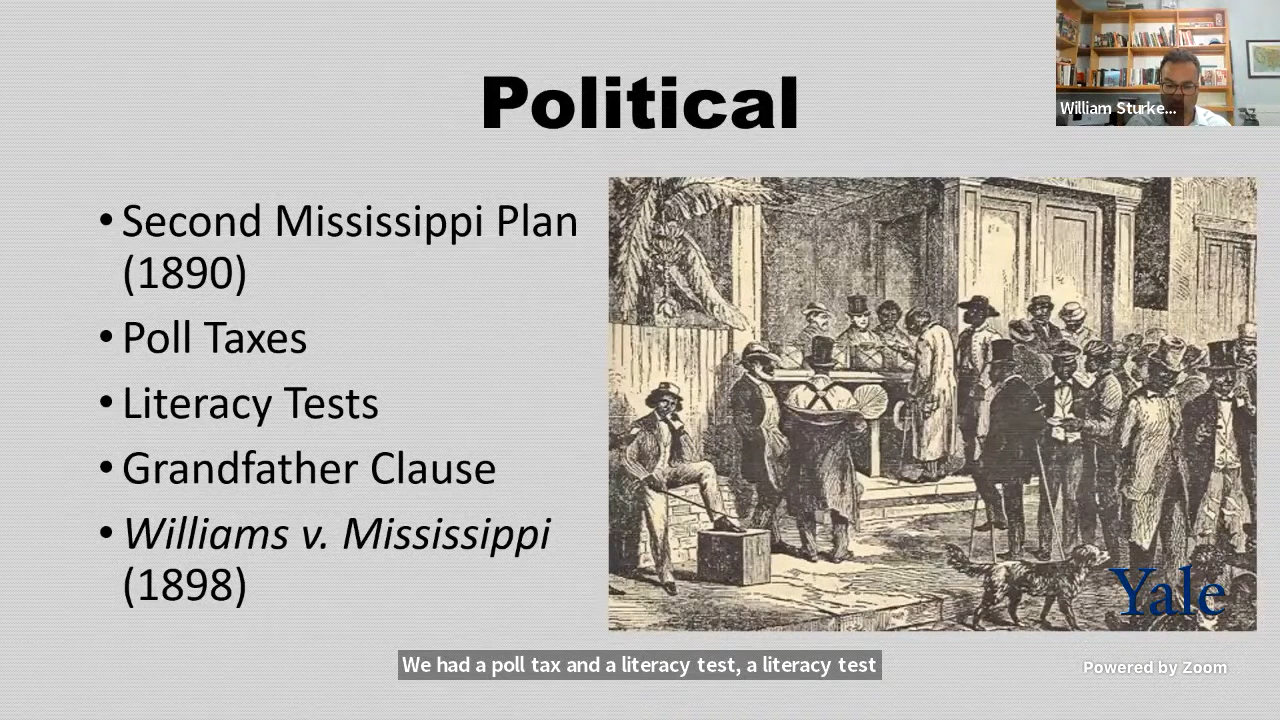 Political
William Sturke...
• Second Mississippi Plan
(1890)
• Poll Taxes
• Literacy Tests
• Grandfather Clause
• Williams v. Mississippi
(1898)
Yale
We had a poll tax and a literacy test, a literacy test
Powered by Zoom